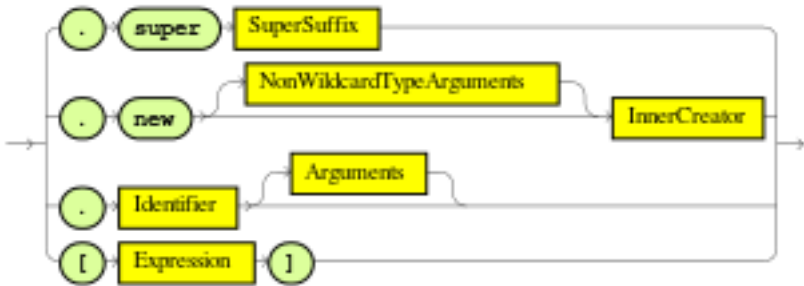 . super SuperSuffix
NonWildcardTypeArguments
. new InnerCreator
Arguments
. Identifier
[ Expression ]